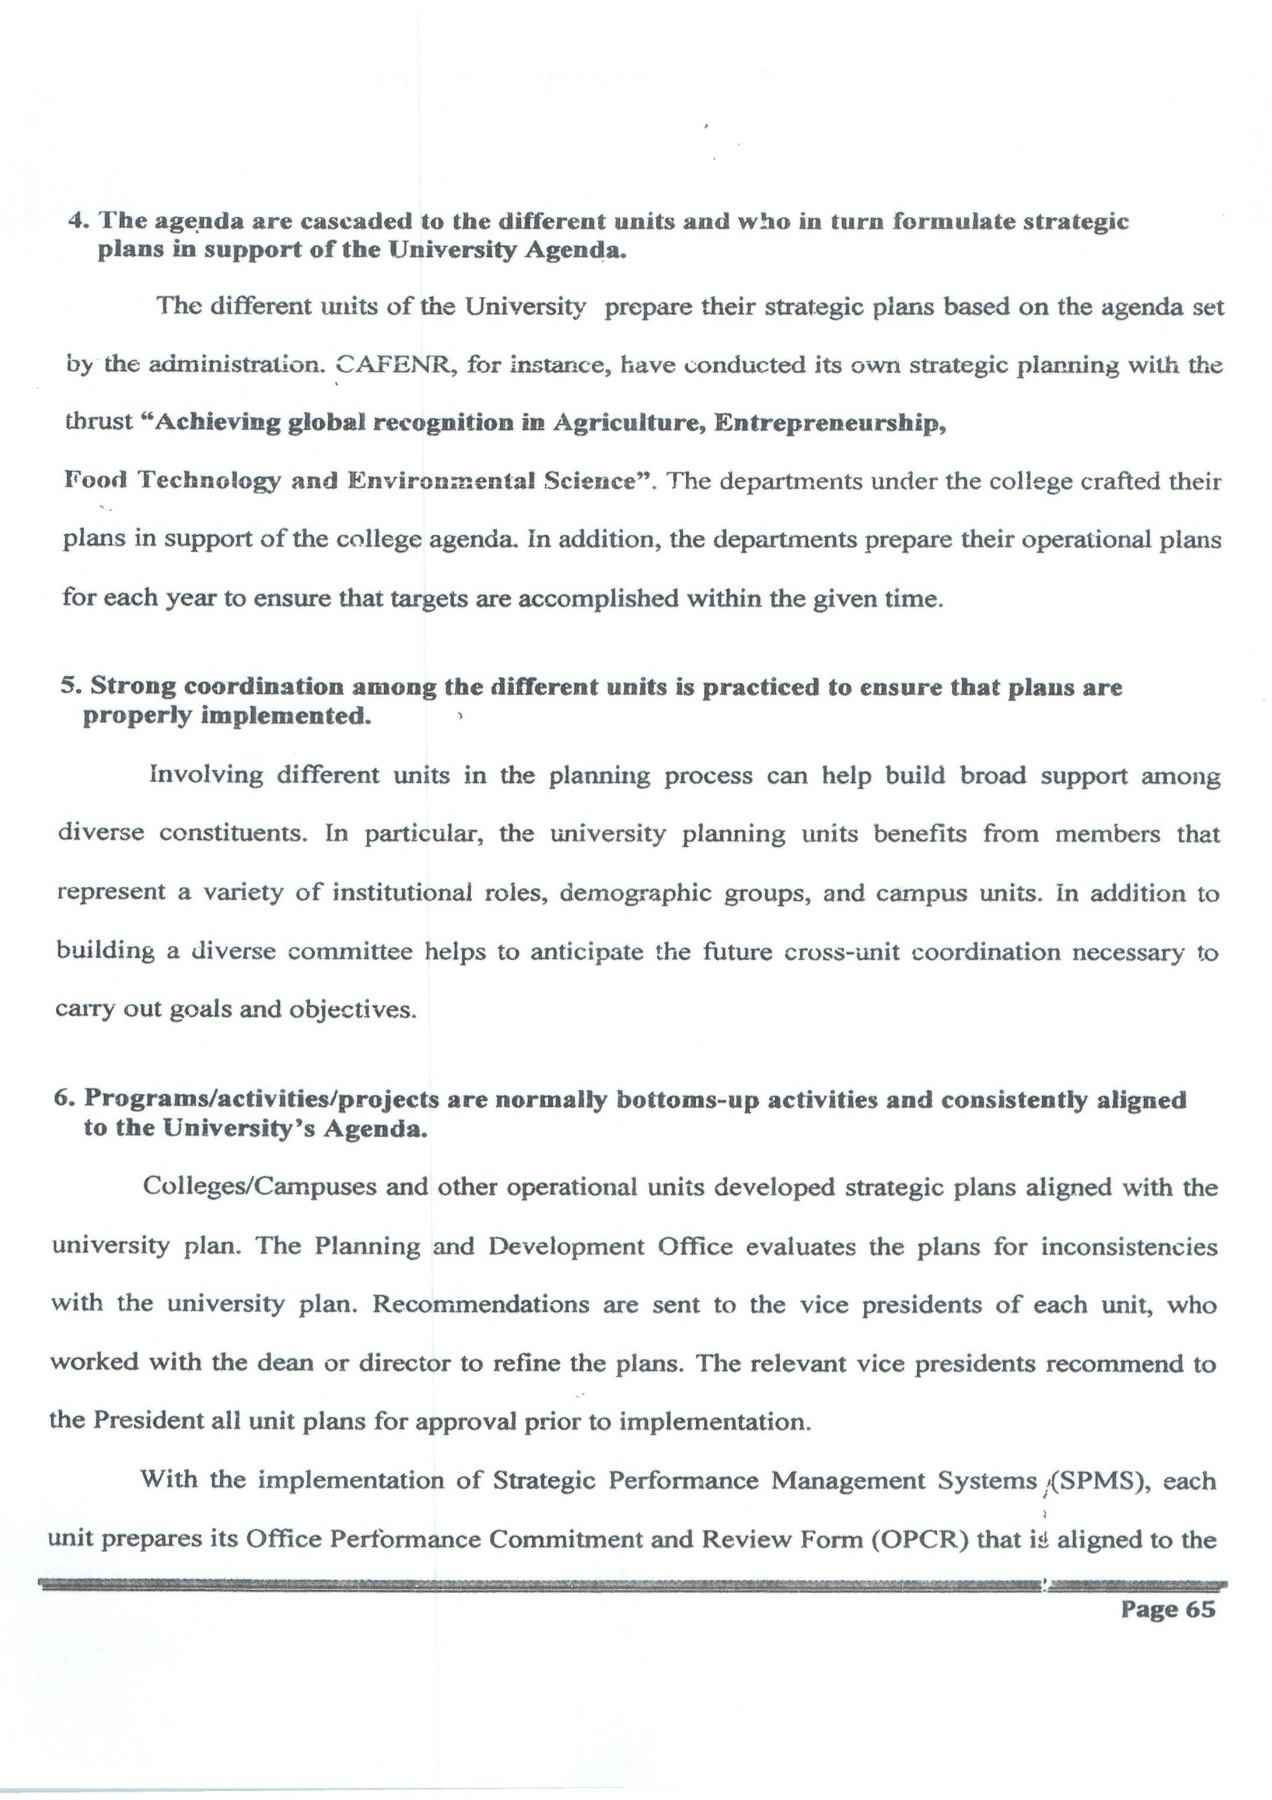 4. The agenda are cascaded to the different units and who in turn formulate strategic
plans in support of the University Agenda.
The different units of the University prepare their strategic plans based on the agenda set
by the administration. CAFENR, for instance, have conducted its own strategic planning with the
thrust “Achieving global recognition in Agriculture, Entrepreneurship,
Food Technology and Environmental Science”. The departments under the college crafted their
plans in support of the college agenda. In addition, the departments prepare their operational plans
for each year to ensure that targets are accomplished within the given time.
5. Strong coordination among the different units is practiced to ensure that plans are
properly implemented.
Involving different units in the planning process can help build broad support among
diverse constituents. In particular, the university planning units benefits from members that
represent a variety of institutional roles, demographic groups, and campus units. In addition to
building a diverse committee helps to anticipate the future cross-unit coordination necessary to
carry out goals and objectives.
6. Programs/activities/projects are normally bottoms-up activities and consistently aligned
to the University’s Agenda.
Colleges/Campuses and other operational units developed strategic plans aligned with the
university plan. The Planning and Development Office evaluates the plans for inconsistencies
with the university plan. Recommendations are sent to the vice presidents of each unit, who
worked with the dean or director to refine the plans. The relevant vice presidents recommend to
the President all unit plans for approval prior to implementation.
With the implementation of Strategic Performance Management Systems (SPMS), each
unit prepares its Office Performance Commitment and Review Form (OPCR) that is aligned to the
Page 65